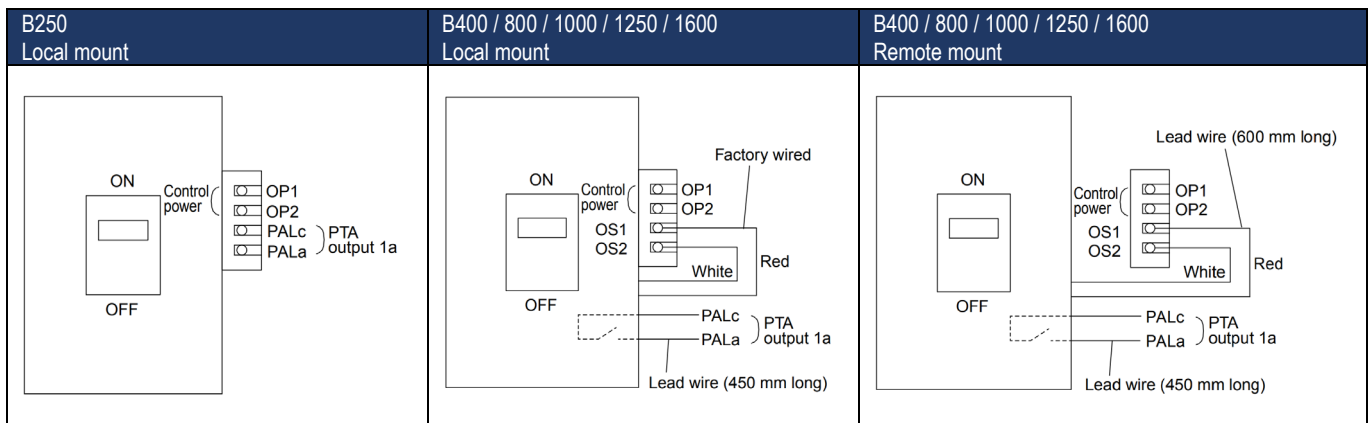 B250
Local mount
B400 / 800 / 1000 / 1250 / 1600
Local mount
B400 / 800 / 1000 / 1250 / 1600
Remote mount
ON
OFF
Control
power
OP1
OP2
PALc
PALa
PTA
output 1a
Factory wired
ON
OFF
Control
power
OP1
OP2
OS1
OS2
White
Red
PALc
PALa
PTA
output 1a
Lead wire (450 mm long)
Lead wire (600 mm long)
ON
OFF
Control
power
OP1
OP2
OS1
OS2
White
Red
PALc
PALa
PTA
output 1a
Lead wire (450 mm long)